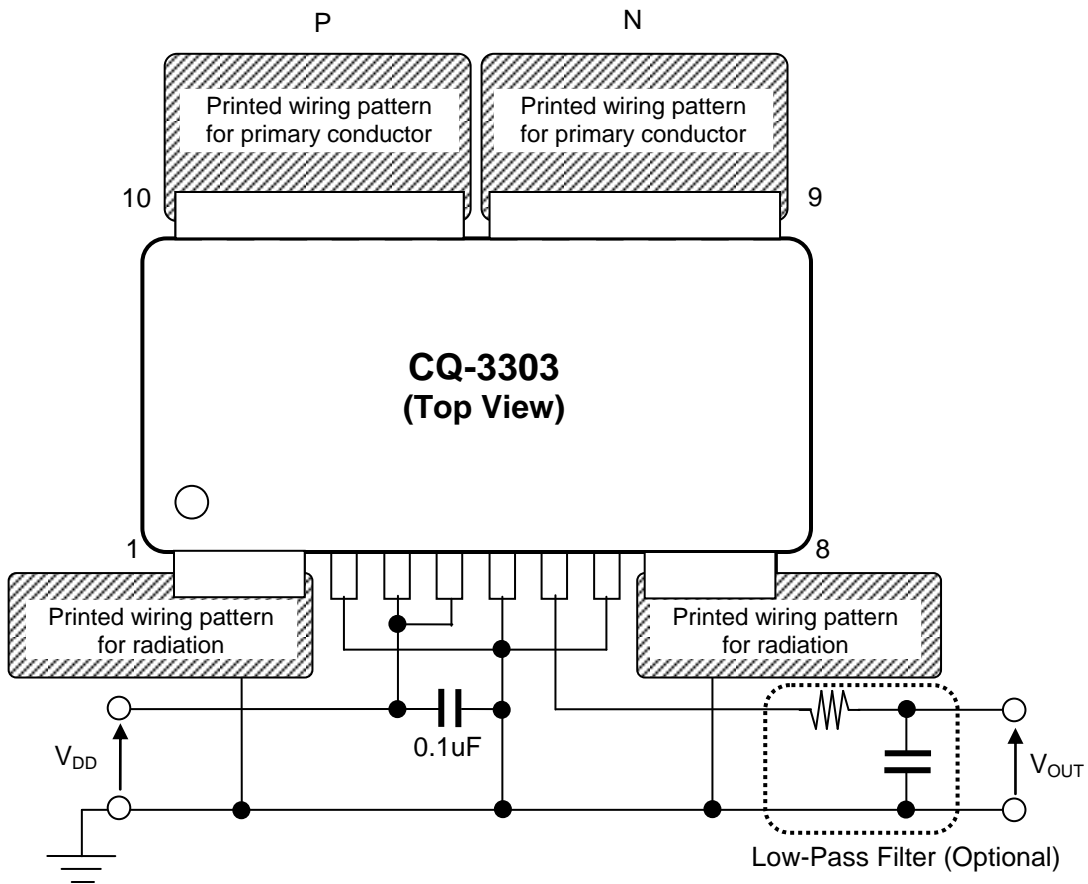 P
N
Printed wiring pattern
for primary conductor
Printed wiring pattern
for primary conductor
10
9
CQ-3303
(Top View)
1
8
Printed wiring pattern
for radiation
Printed wiring pattern
for radiation
0.1uF
VDD
VOUT
Low-Pass Filter (Optional)